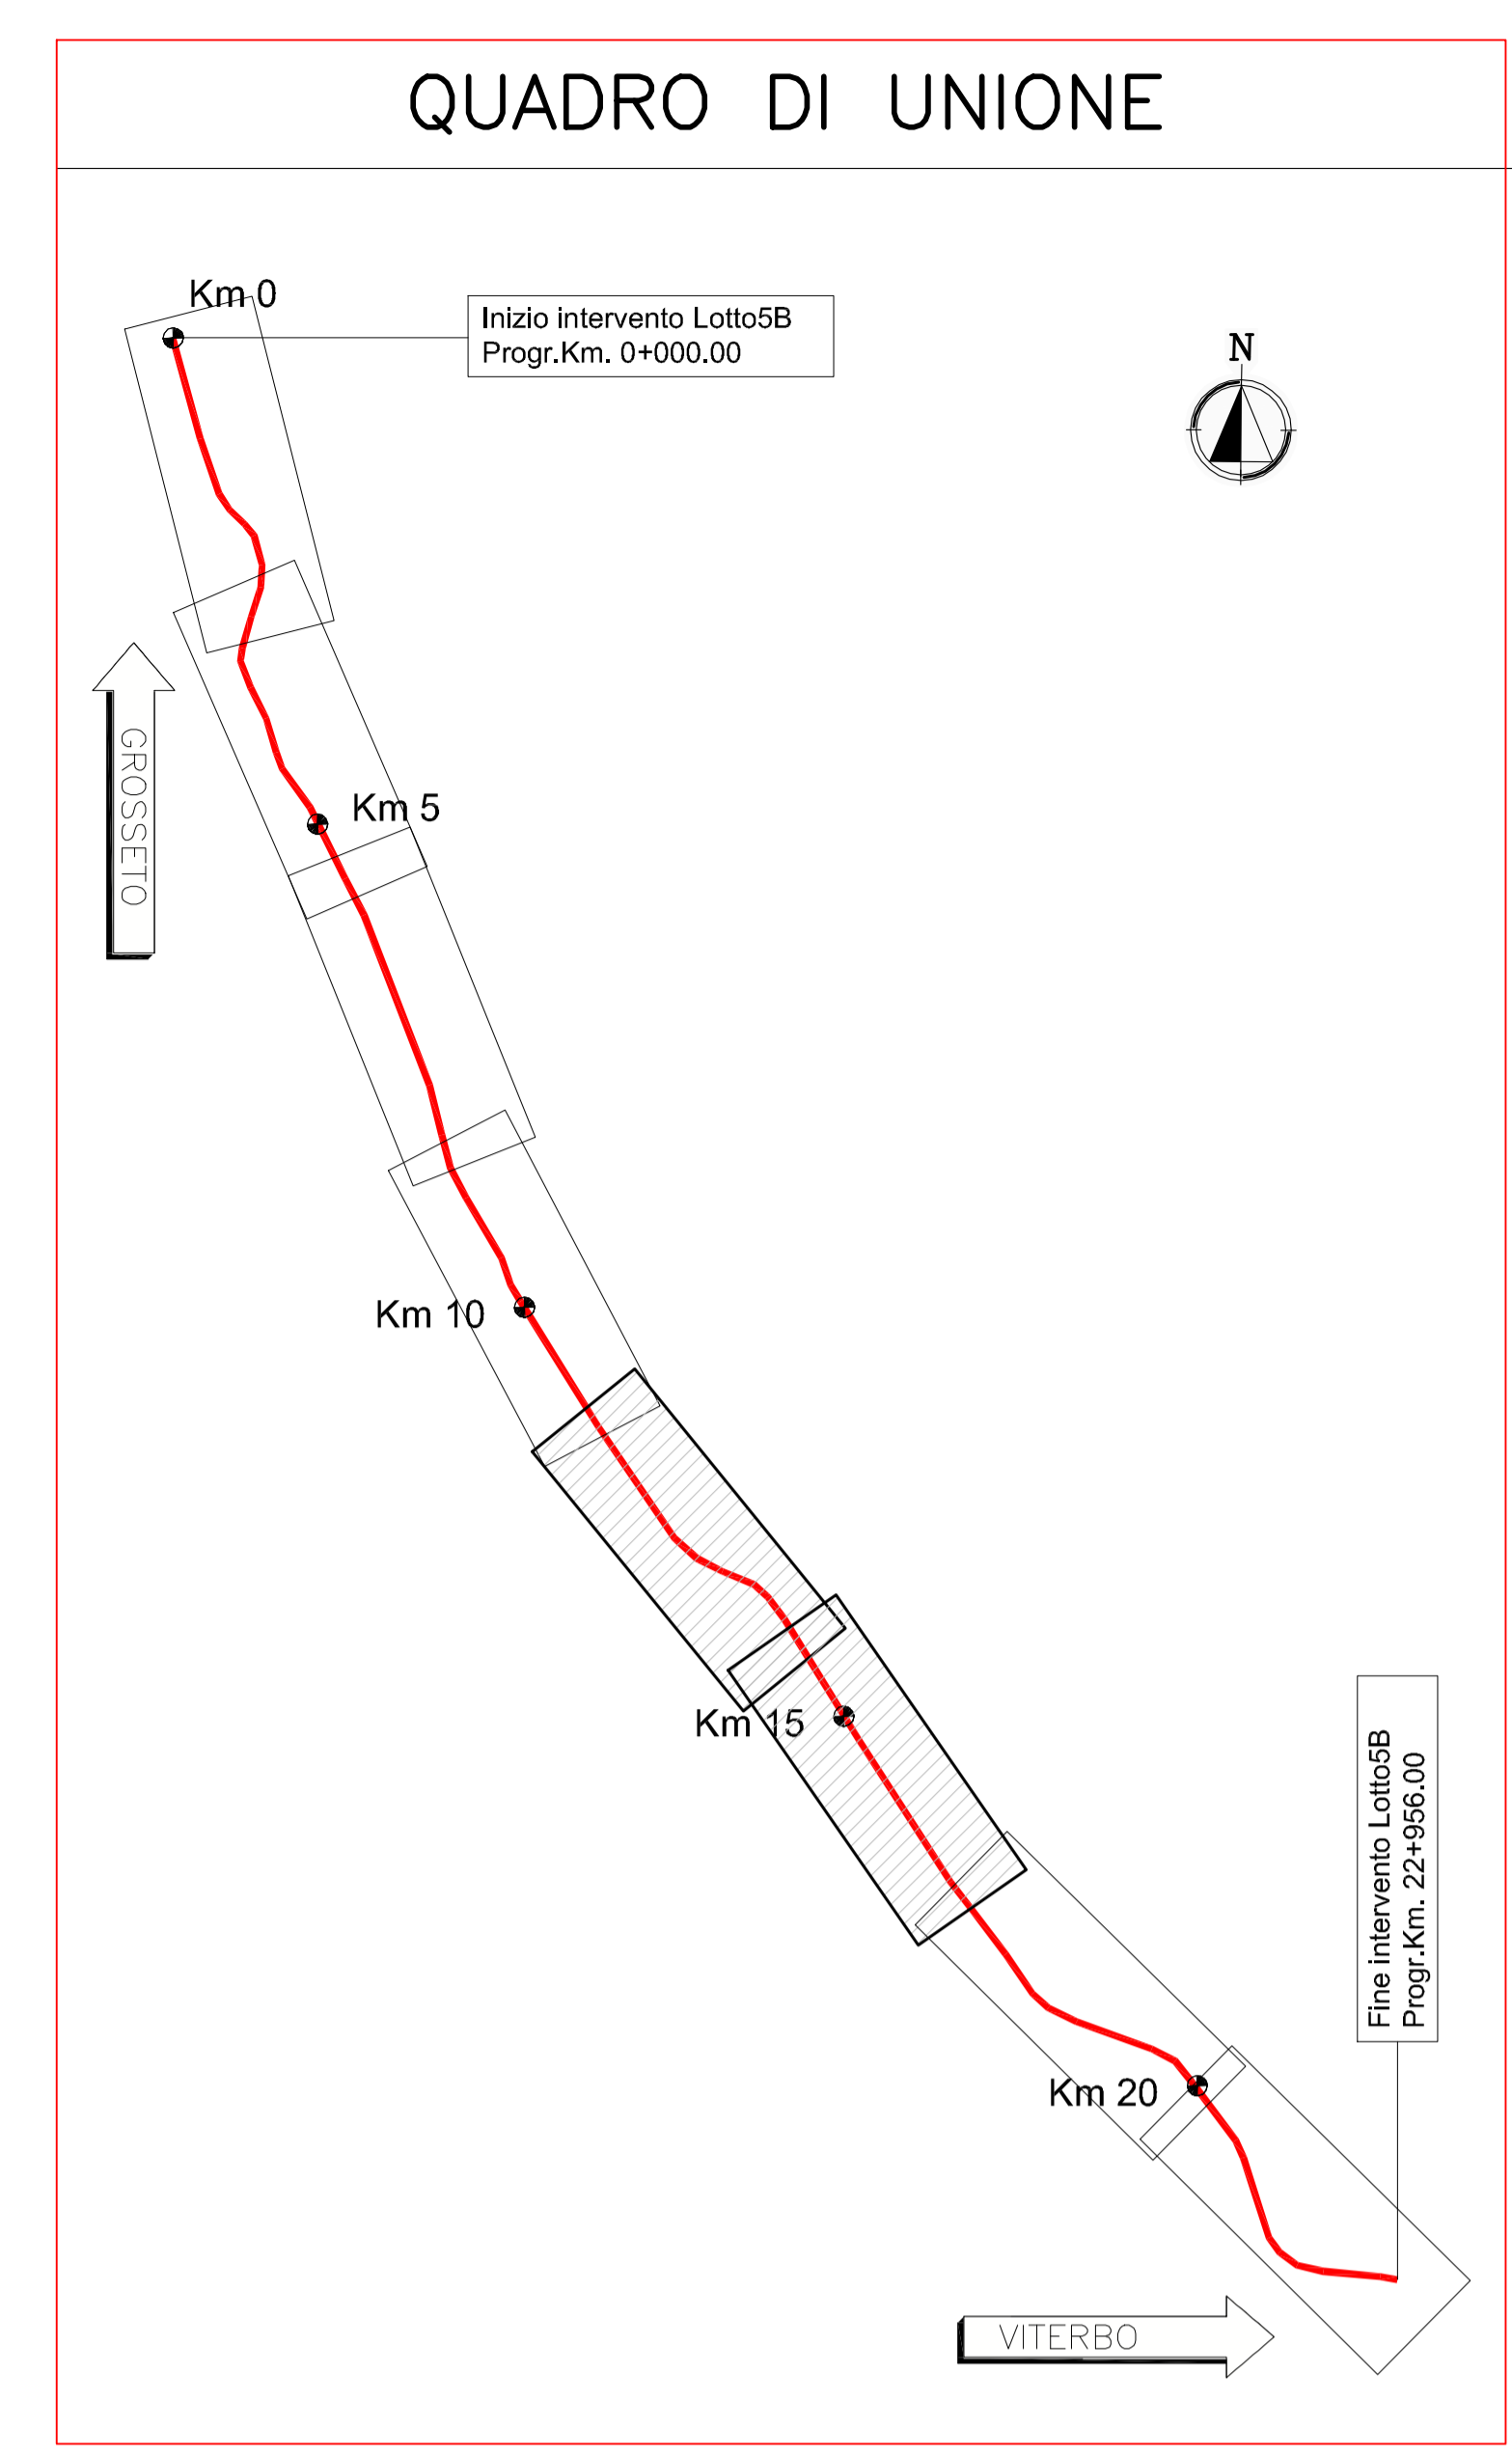 QUADRO DI UNIONE
Km 0
Inizio intervento Lotto5B
Progr.Km. 0+000.00
N
GROSSETO
Km 5
Km 10
Km 15
Fine intervento Lotto5B
Progr.Km. 22+956.00
Km 20
VITERBO